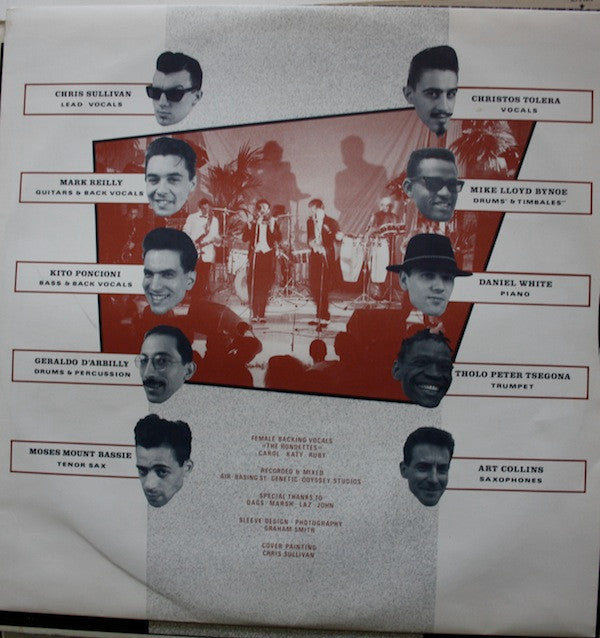 CHRIS SULLIVAN
LEAD VOCALS
CHRISTOS TOLERA
VOCALS
MARK REILLY
GUITARS & BACK VOCALS
MIKE LLOYD BYNOE
DRUMS & TIMBALES
KITO PONCIONI
BASS & BACK VOCALS
DANIEL WHITE
PIANO
GERALDO D'ARBILLY
DRUMS & PERCUSSION
THOLO PETER TSEGONA
TRUMPET
MOSES MOUNT BASSIE
TENOR SAX
ART COLLINS
SAXOPHONES
FEMALE BACKING VOCALS
"THE RONDETTES"
CAROL KATY RUBY
RECORDED & MIXED
AIR·BASING ST·GENETIC·ODYSSEY STUDIOS
SPECIAL THANKS TO
DAGS MARSH LAZ JOHN
SLEEVE DESIGN · PHOTOGRAPHY
GRAHAM SMITH
COVER PAINTING
CHRIS SULLIVAN